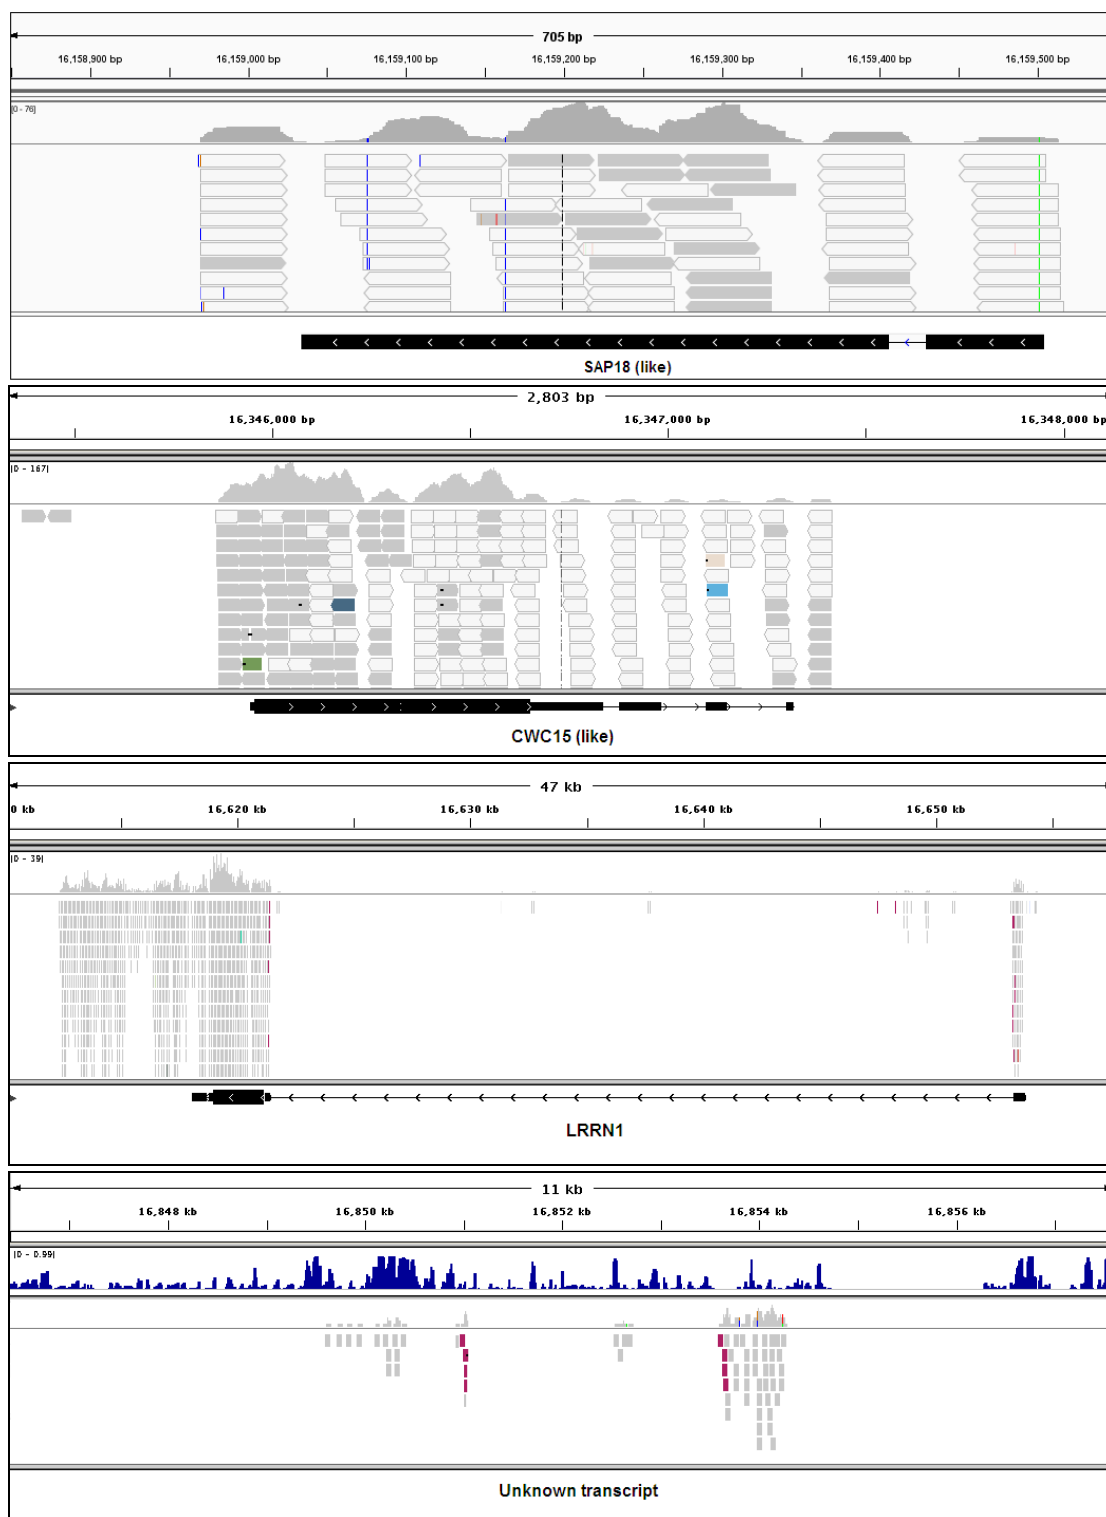 705 bp
16,158,900 bp 16,159,000 bp 16,159,100 bp 16,159,200 bp 16,159,300 bp 16,159,400 bp 16,159,500 bp
[0 - 76]
SAP18 (like)
2,803 bp
16,346,000 bp 16,347,000 bp 16,348,000 bp
[0 - 167]
CWC15 (like)
47 kb
0 kb 16,620 kb 16,630 kb 16,640 kb 16,650 kb
[0 - 39]
LRRN1
11 kb
16,848 kb 16,850 kb 16,852 kb 16,854 kb 16,856 kb
[0 - 0.99]
Unknown transcript